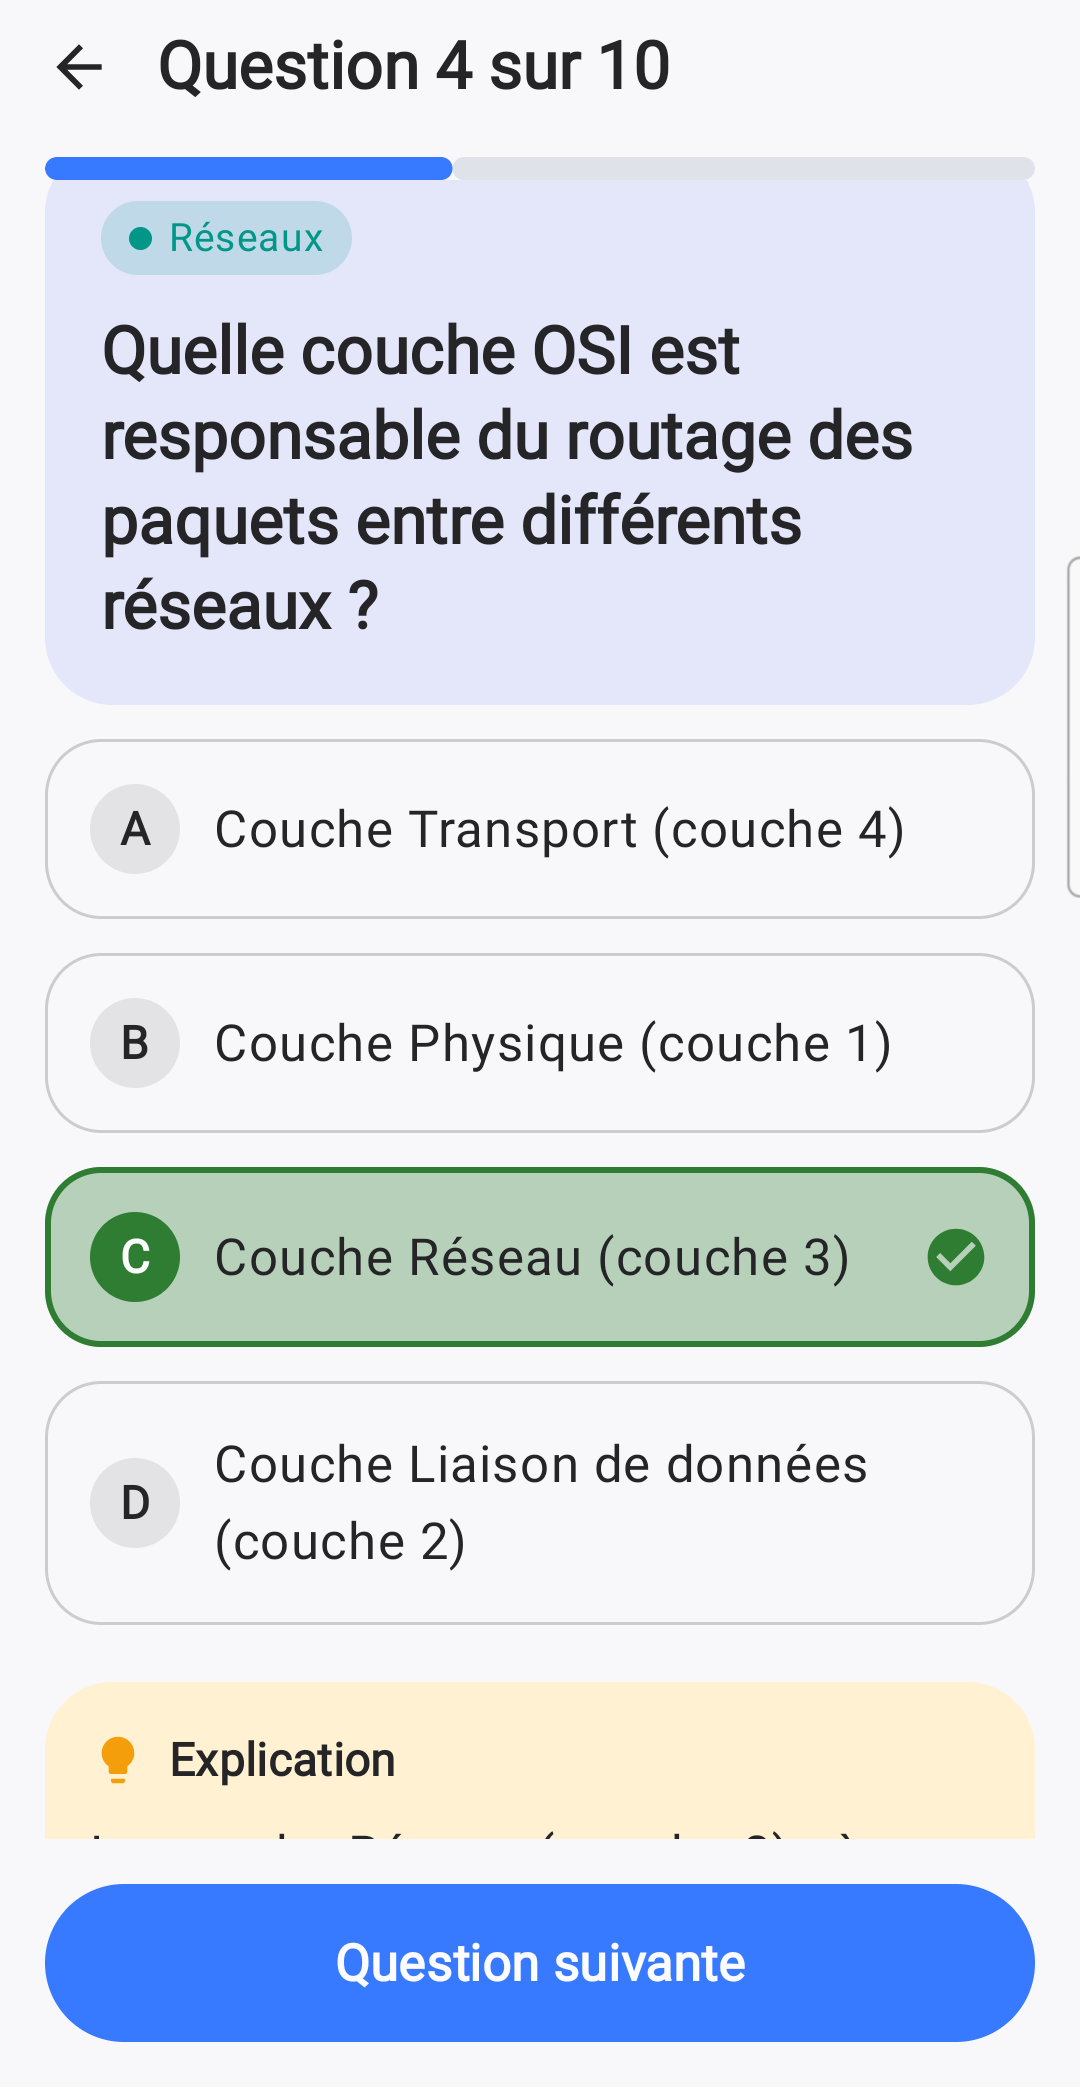 Question 4 sur 10
Réseaux
Quelle couche OSI est
responsable du routage des
paquets entre différents
réseaux ?
A
Couche Transport (couche 4)
B
Couche Physique (couche 1)
C
Couche Réseau (couche 3)
D
Couche Liaison de données
(couche 2)
Explication
Question suivante